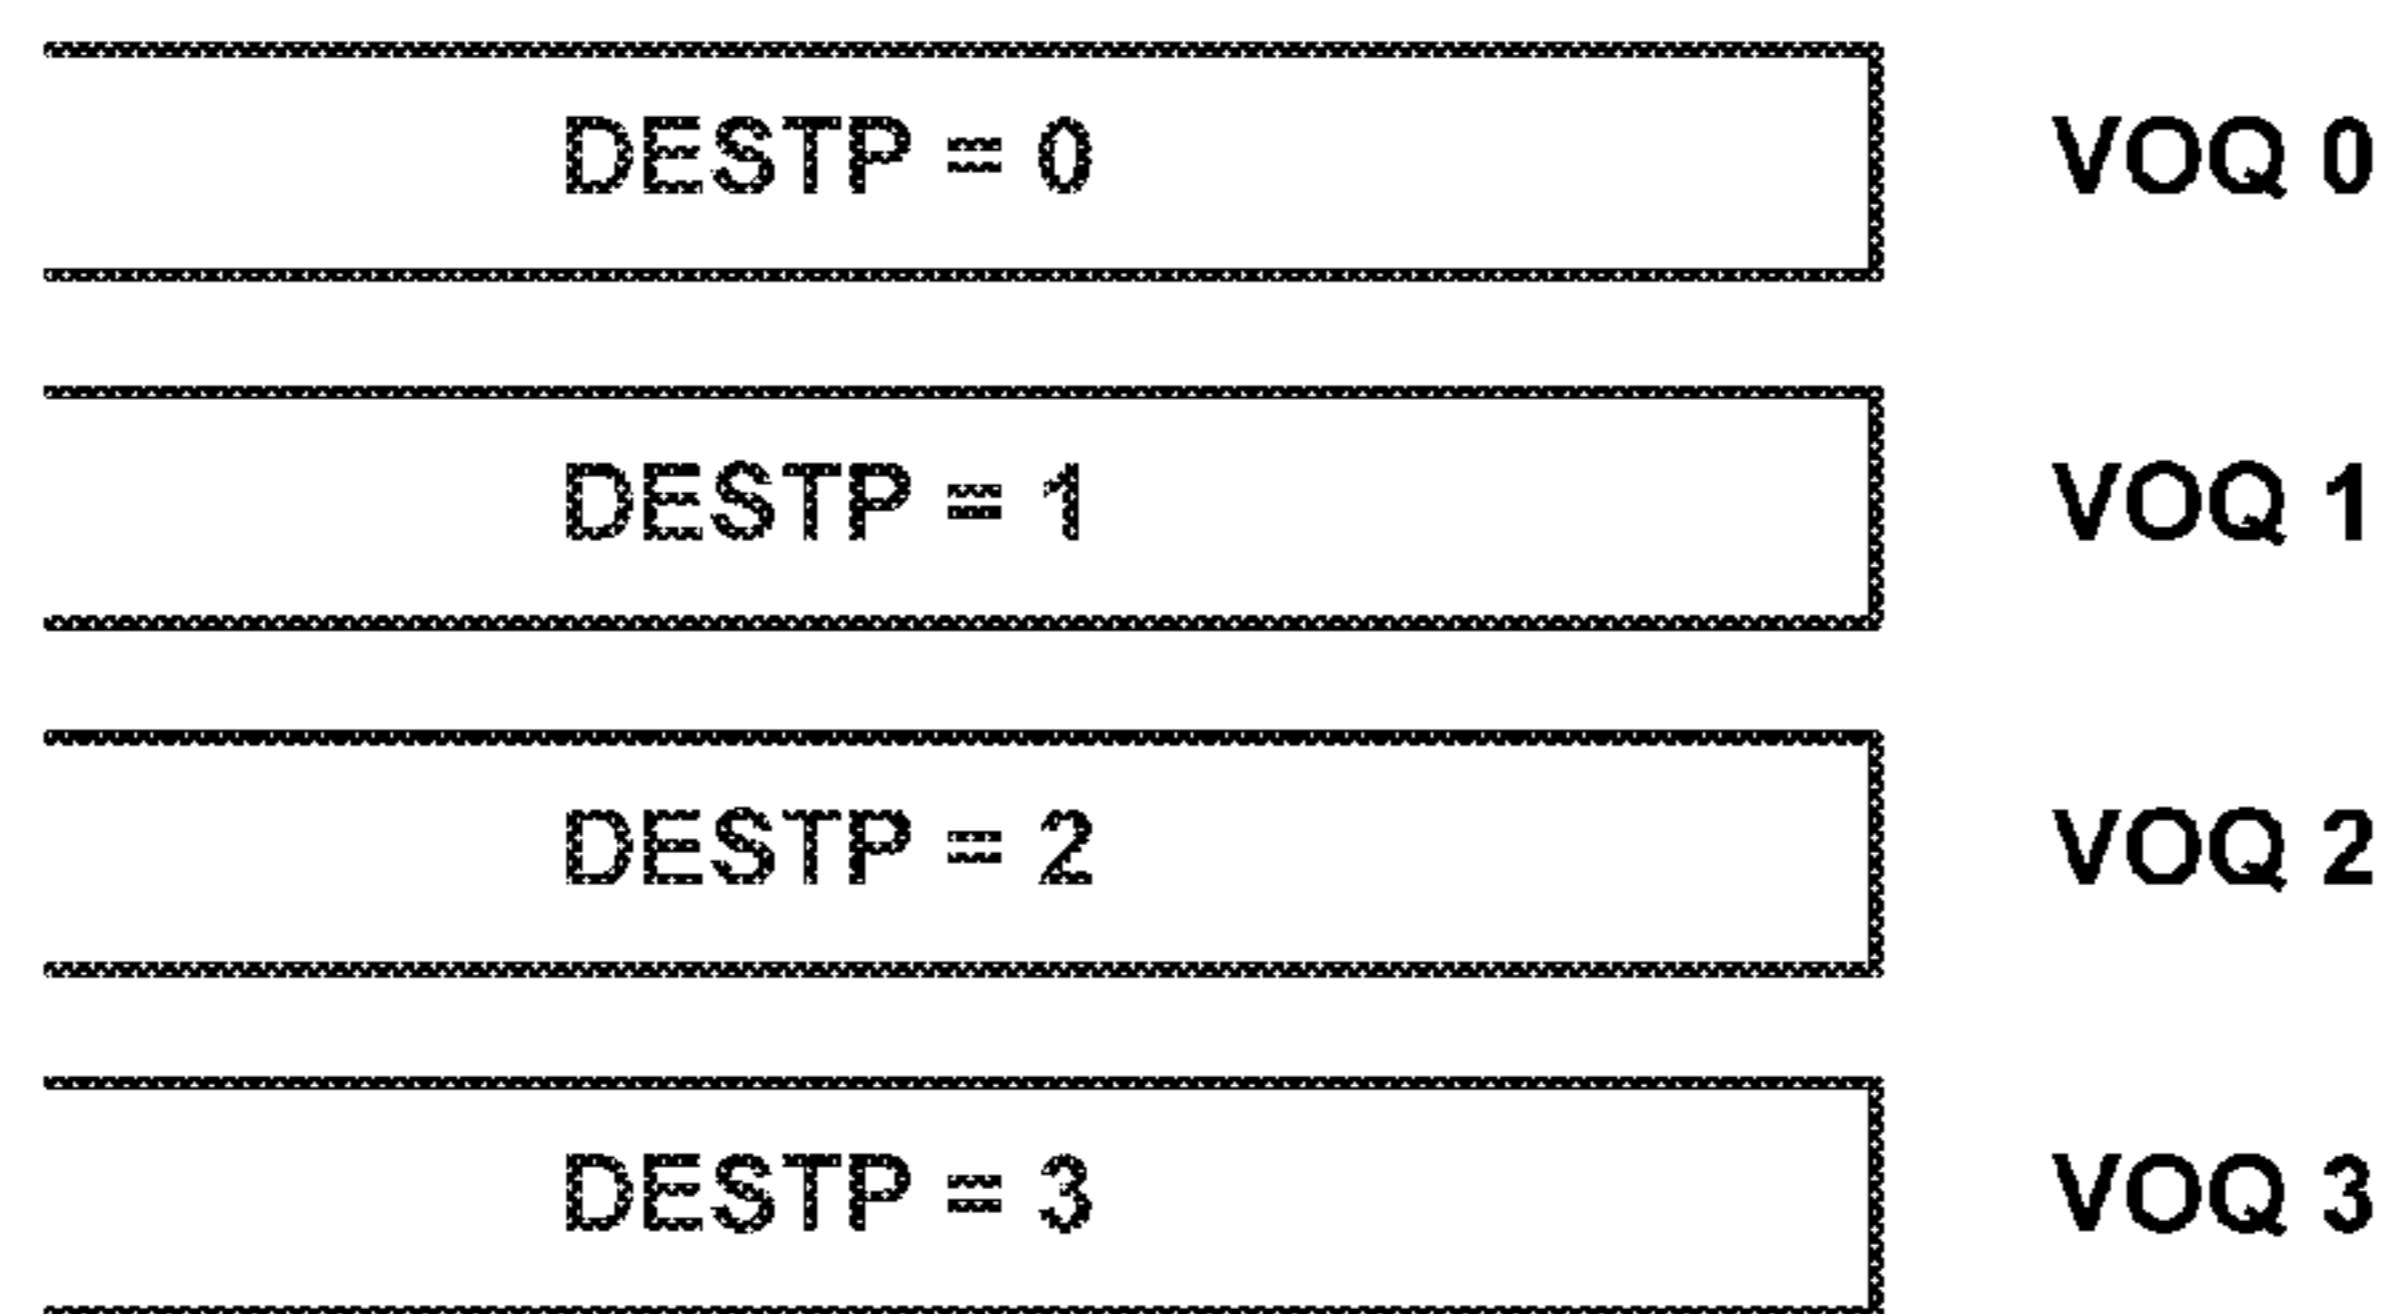 DESTP = 0 VOQ 0
DESTP = 1 VOQ 1
DESTP = 2 VOQ 2
DESTP = 3 VOQ 3